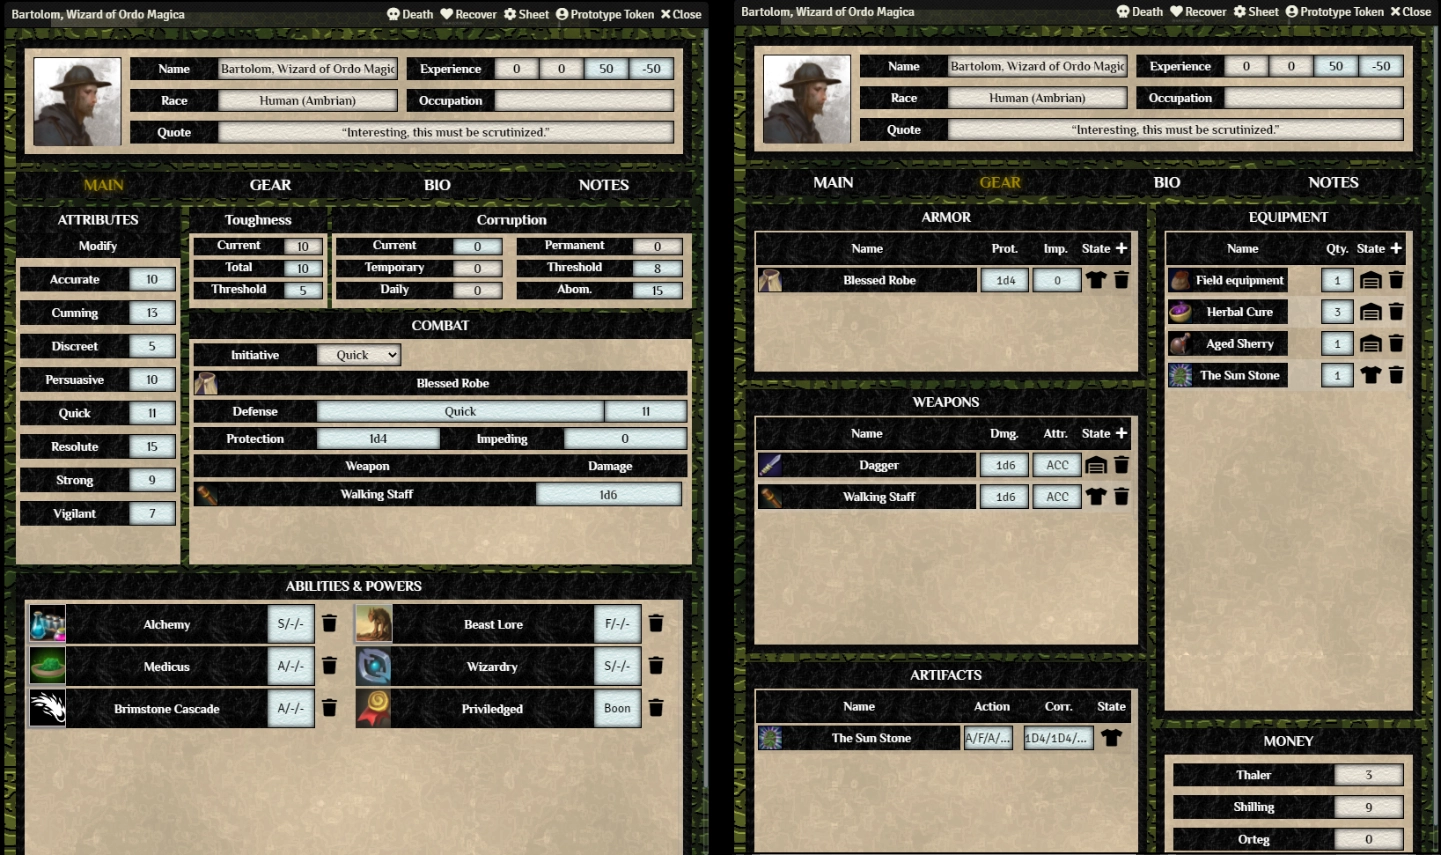 Bartolom, Wizard of Ordo Magica Death Recover Sheet Prototype Token Close
Name Bartolom, Wizard of Ordo Magic Experience 0 0 50 -50
Race Human (Ambrian) Occupation
Quote “Interesting, this must be scrutinized.”
MAIN GEAR BIO NOTES
ATTRIBUTES
Modify
Accurate 10
Cunning 13
Discreet 5
Persuasive 10
Quick 11
Resolute 15
Strong 9
Vigilant 7
Toughness
Current 10
Total 10
Threshold 5
Corruption
Current 0 Permanent 0
Temporary 0 Threshold 8
Daily 0 Abom. 15
COMBAT
Initiative Quick
Blessed Robe
Defense Quick 11
Protection 1d4 Impeding 0
Weapon Damage
Walking Staff 1d6
ABILITIES & POWERS
Alchemy S/-/- Beast Lore F/-/-
Medicus A/-/- Wizardry S/-/-
Brimstone Cascade A/-/- Priviledged Boon
Bartolom, Wizard of Ordo Magica Death Recover Sheet Prototype Token Close
Name Bartolom, Wizard of Ordo Magic Experience 0 0 50 -50
Race Human (Ambrian) Occupation
Quote “Interesting, this must be scrutinized.”
MAIN GEAR BIO NOTES
ARMOR
Name Prot. Imp. State +
Blessed Robe 1d4 0
WEAPONS
Name Dmg. Attr. State +
Dagger 1d6 ACC
Walking Staff 1d6 ACC
ARTIFACTS
Name Action Corr. State
The Sun Stone A/F/A/... 1D4/1D4/...
EQUIPMENT
Name Qty. State +
Field equipment 1
Herbal Cure 3
Aged Sherry 1
The Sun Stone 1
MONEY
Thaler 3
Shilling 9
Orteg 0